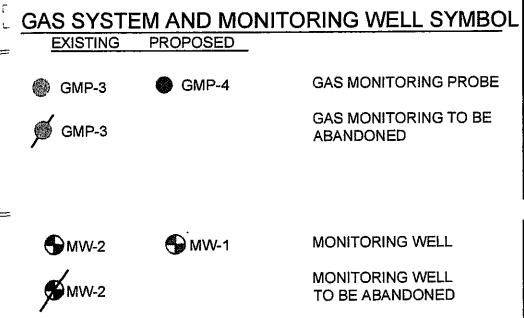 GAS SYSTEM AND MONITORING WELL SYMBOL
EXISTING PROPOSED
GMP-3 GMP-4 GAS MONITORING PROBE
GMP-3 GAS MONITORING TO BE
ABANDONED
MW-2 MW-1 MONITORING WELL
MW-2 MONITORING WELL
TO BE ABANDONED